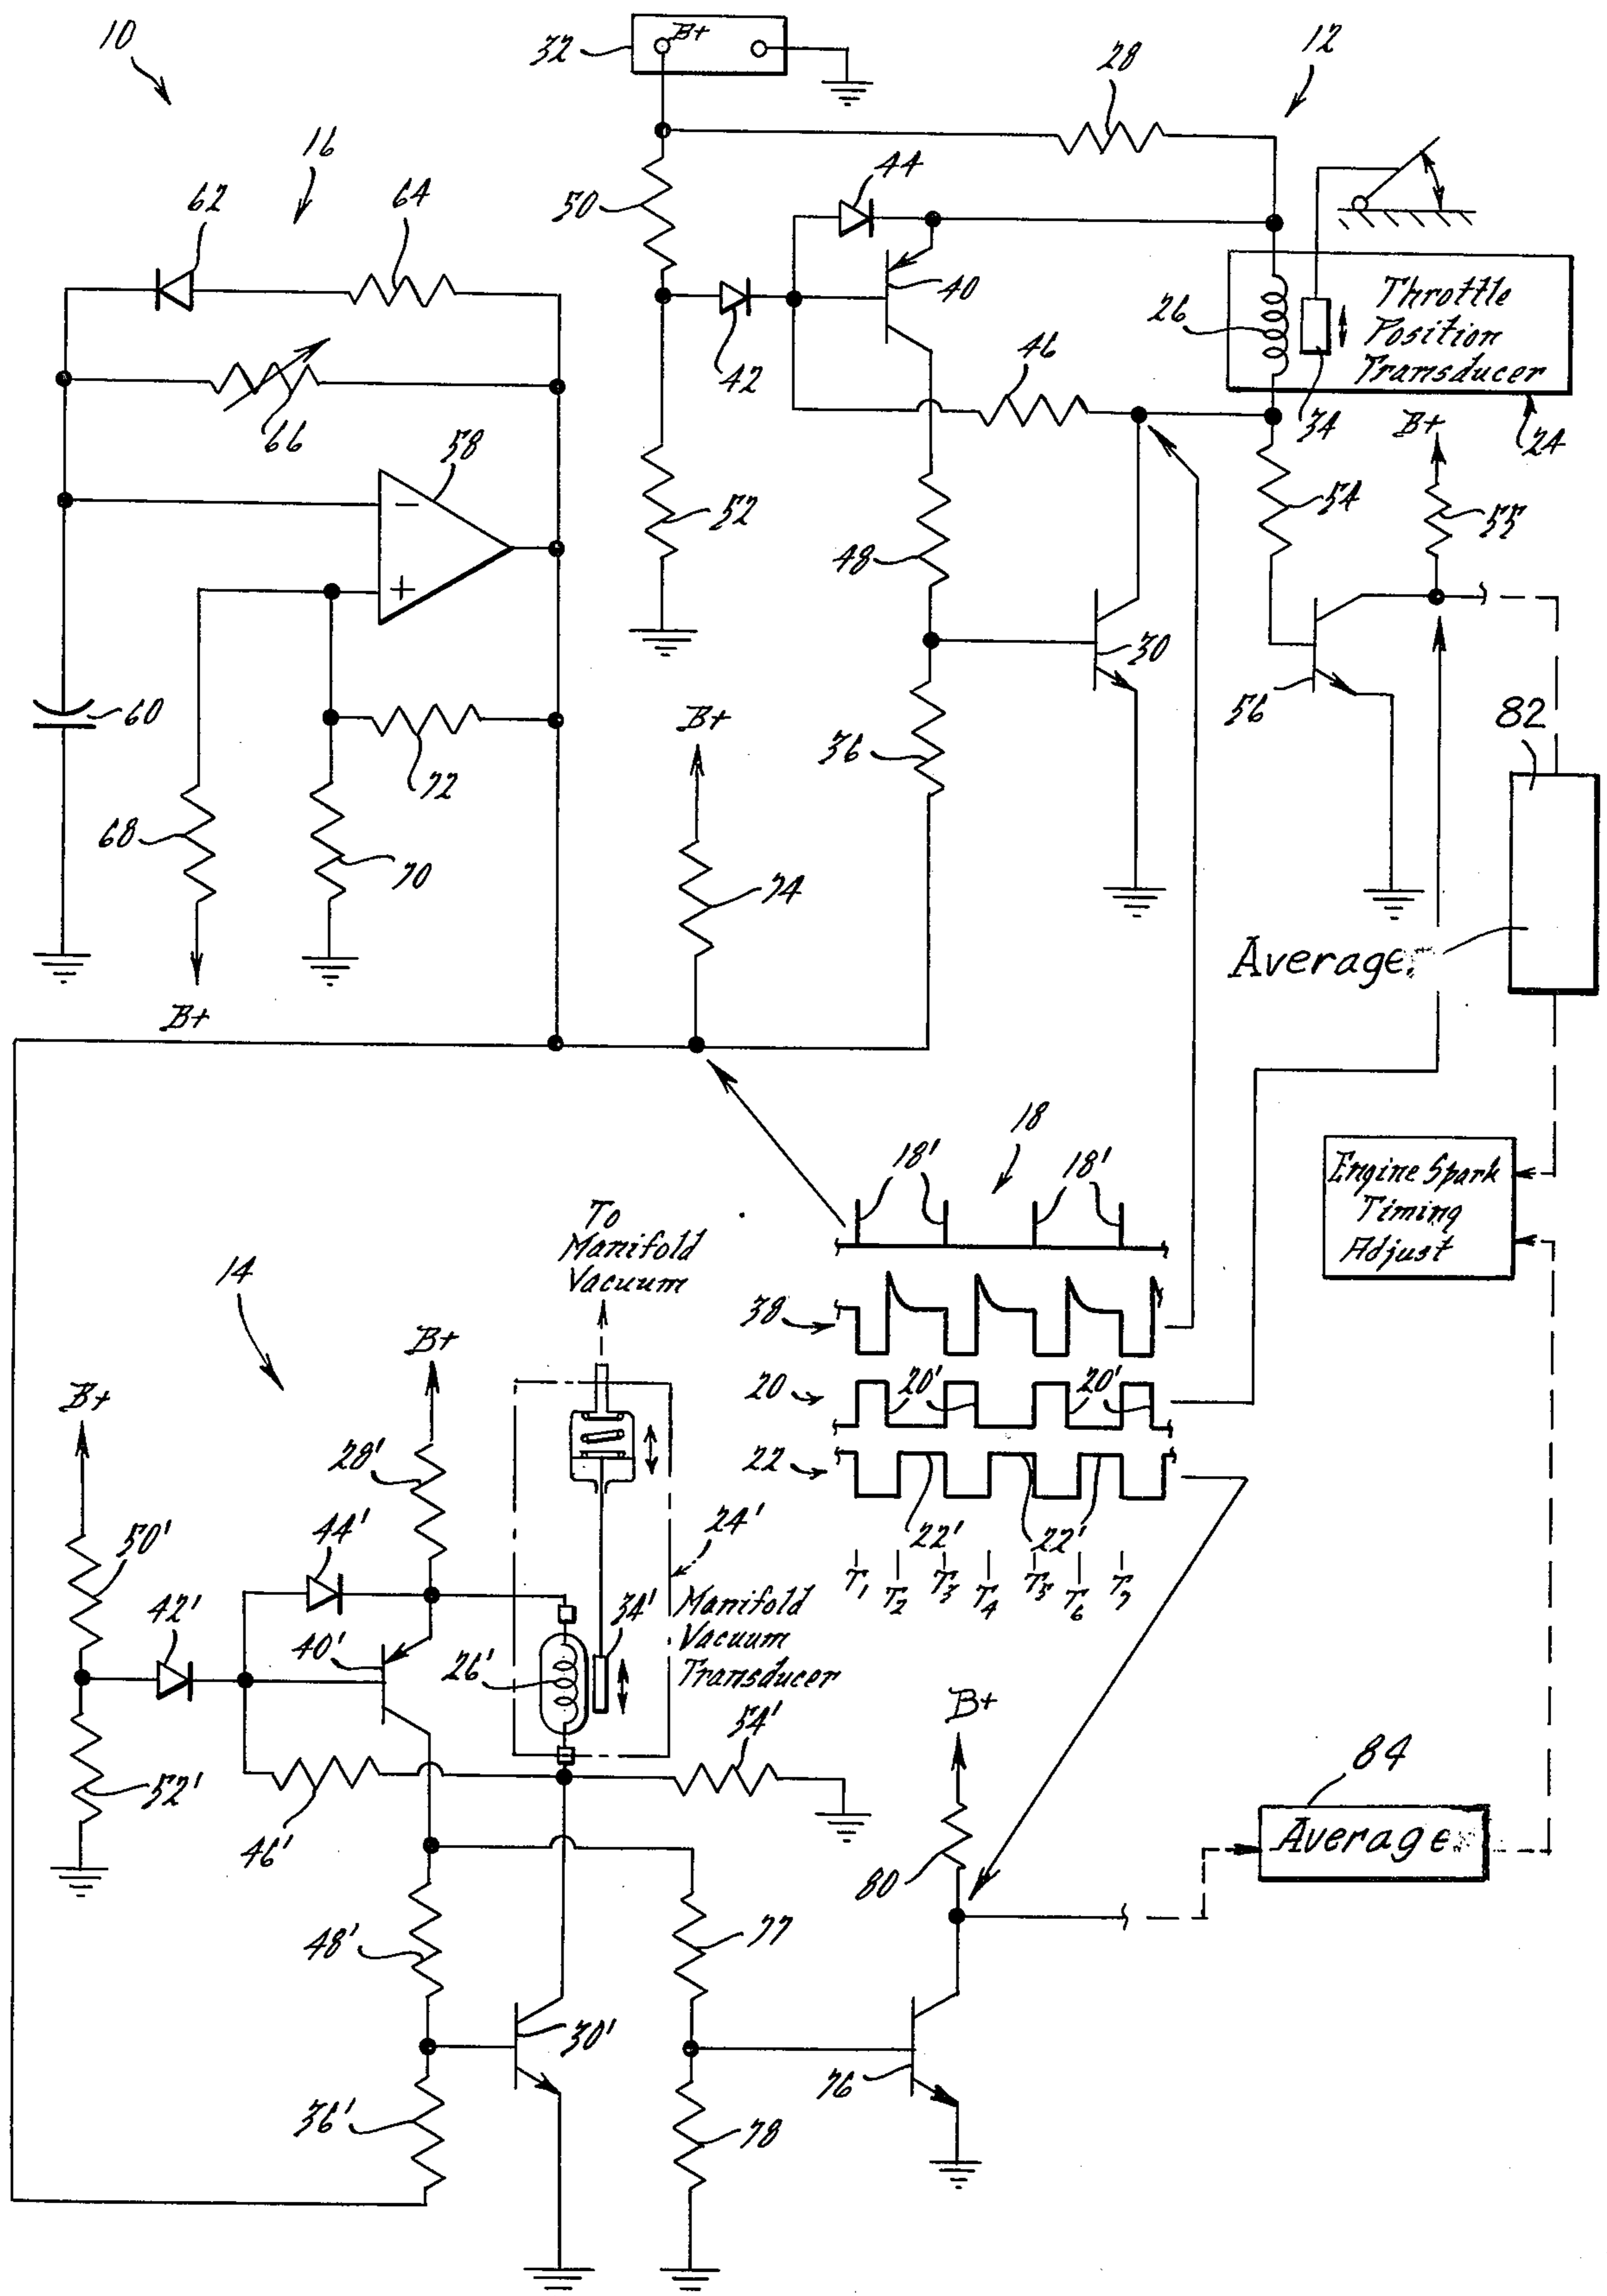 10
32
B+
28
12
16
62
64
50
44
40
42
46
26
Throttle
Position
Transducer
34
24
B+
66
58
−
+
52
48
54
55
30
56
60
72
68
70
B+
74
B+
36
82
Average
18
18'
18'
Engine Spark
Timing
Adjust
To
Manifold
Vacuum
14
38
B+
B+
20
20'
20'
22
22'
22'
28'
44'
50'
42'
40'
24'
T1
T2
T3
T4
T5
T6
T7
34'
Manifold
Vacuum
Transducer
26'
54'
B+
52'
46'
84
Average
80
48'
77
30'
76
36'
78